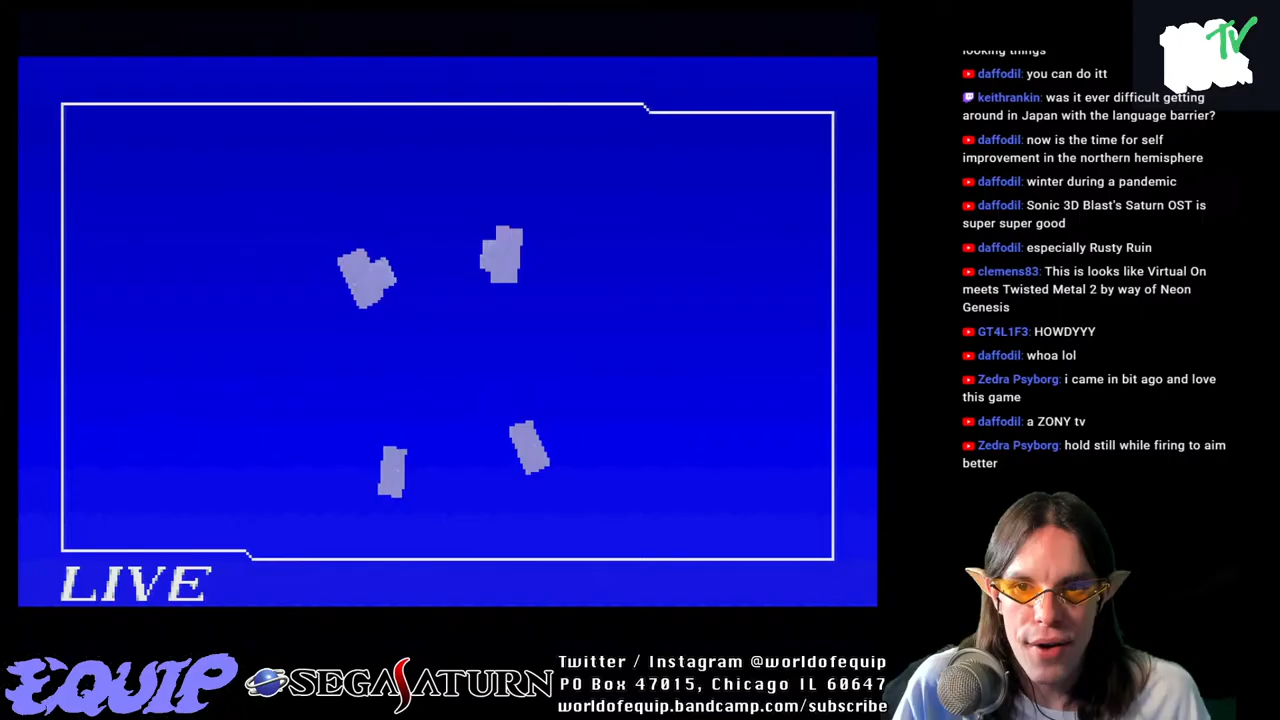 looking things
daffodil: you can do itt
keithrankin: was it ever difficult getting
around in Japan with the language barrier?
daffodil: now is the time for self
improvement in the northern hemisphere
daffodil: winter during a pandemic
daffodil: Sonic 3D Blast's Saturn OST is
super super good
daffodil: especially Rusty Ruin
clemens83: This is looks like Virtual On
meets Twisted Metal 2 by way of Neon
Genesis
GT4L1F3: HOWDYYY
daffodil: whoa lol
Zedra Psyborg: i came in bit ago and love
this game
daffodil: a ZONY tv
Zedra Psyborg: hold still while firing to aim
better
TV
LIVE
EQUIP
SEGA SATURN
Twitter / Instagram @worldofequip
PO Box 47015, Chicago IL 60647
worldofequip.bandcamp.com/subscribe